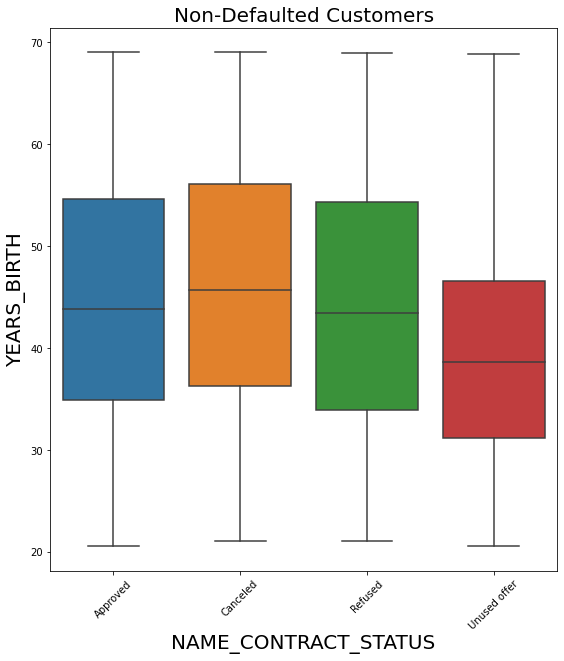 Non-Defaulted Customers
YEARS_BIRTH
70
60
50
40
30
20
Approved
Canceled
Refused
Unused offer
NAME_CONTRACT_STATUS